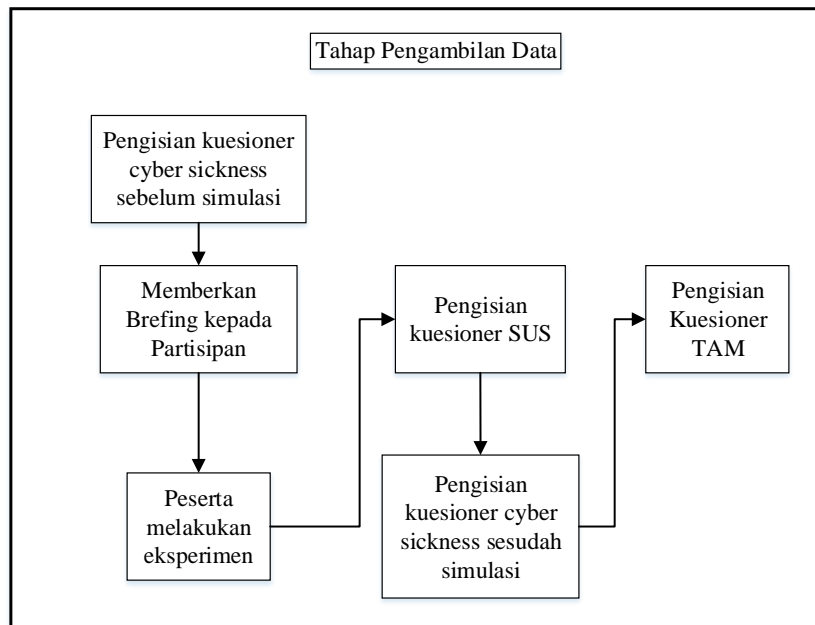 Tahap Pengambilan Data
Pengisian kuesioner
cyber sickness
sebelum simulasi
Memberkan
Brefing kepada
Partisipan
Peserta
melakukan
eksperimen
Pengisian
kuesioner SUS
Pengisian
kuesioner cyber
sickness sesudah
simulasi
Pengisian
Kuesioner
TAM